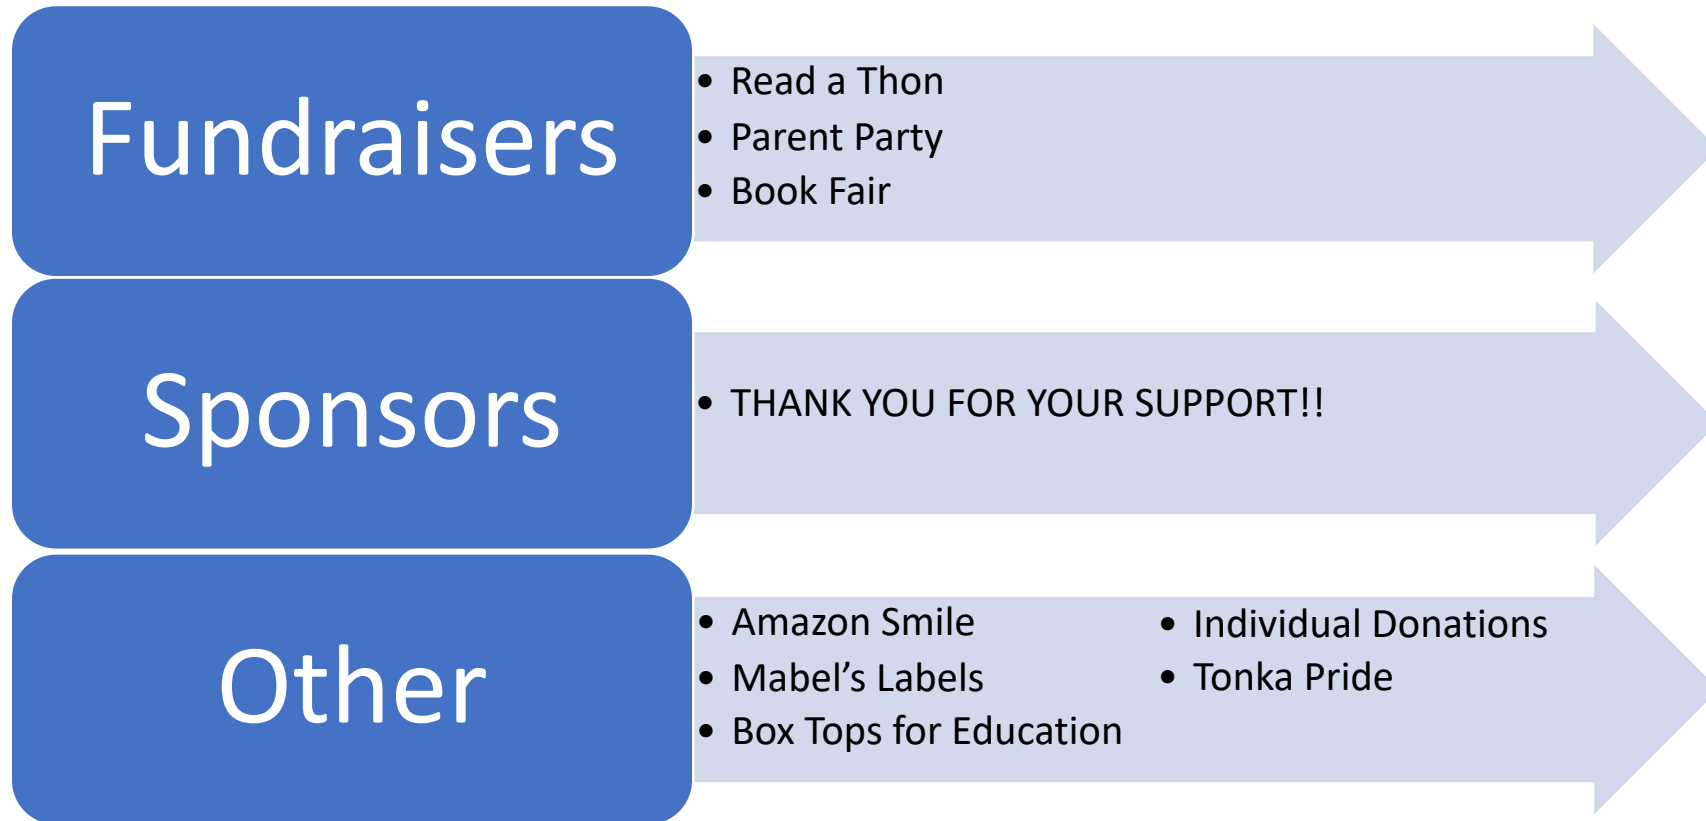 Fundraisers
• Read a Thon
• Parent Party
• Book Fair
Sponsors
• THANK YOU FOR YOUR SUPPORT!!
Other
• Amazon Smile
• Mabel’s Labels
• Box Tops for Education
• Individual Donations
• Tonka Pride